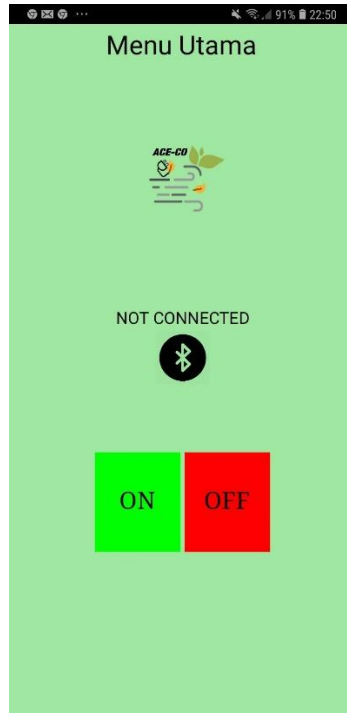 91% 22:50
Menu Utama
ACE-CO
NOT CONNECTED
ON OFF